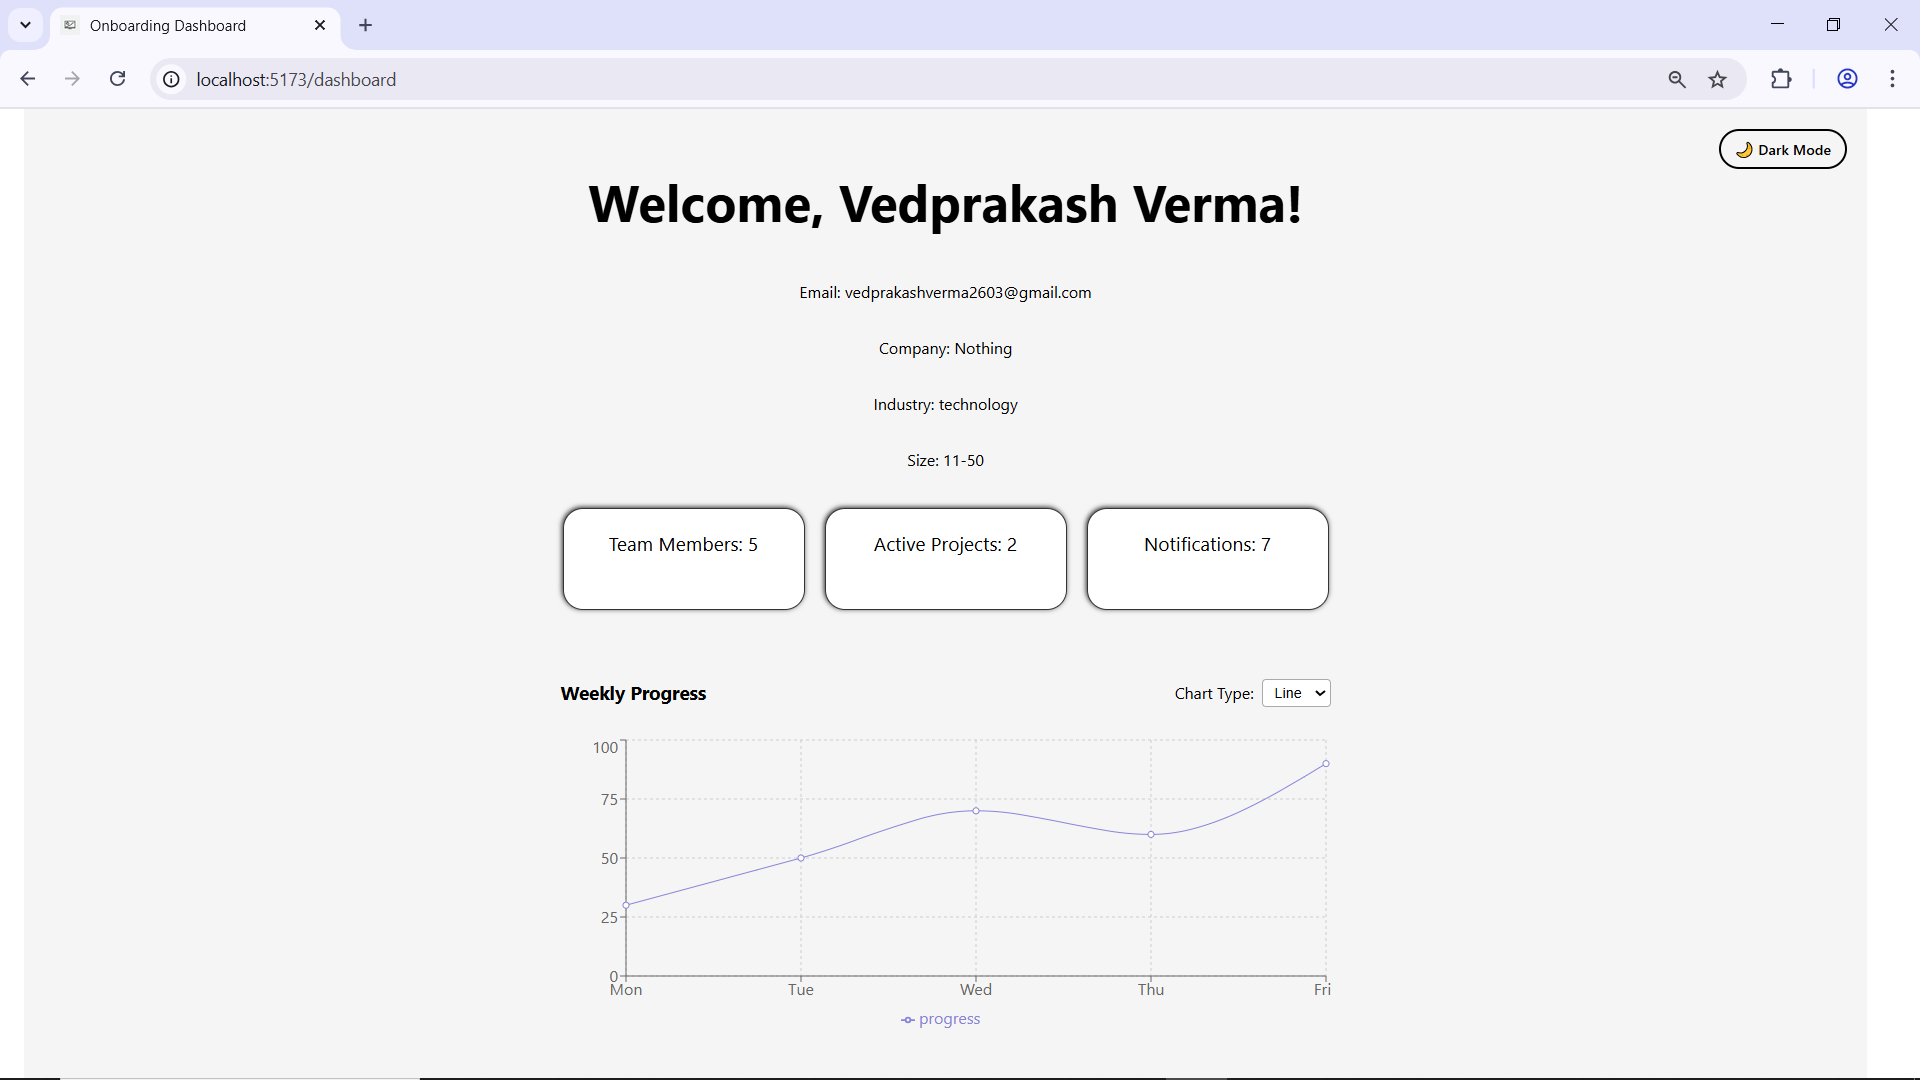 Onboarding Dashboard
localhost:5173/dashboard
🌙 Dark Mode
Welcome, Vedprakash Verma!
Email: vedprakashverma2603@gmail.com
Company: Nothing
Industry: technology
Size: 11-50
Team Members: 5
Active Projects: 2
Notifications: 7
Weekly Progress
Chart Type: Line
100
75
50
25
0
Mon Tue Wed Thu Fri
progress